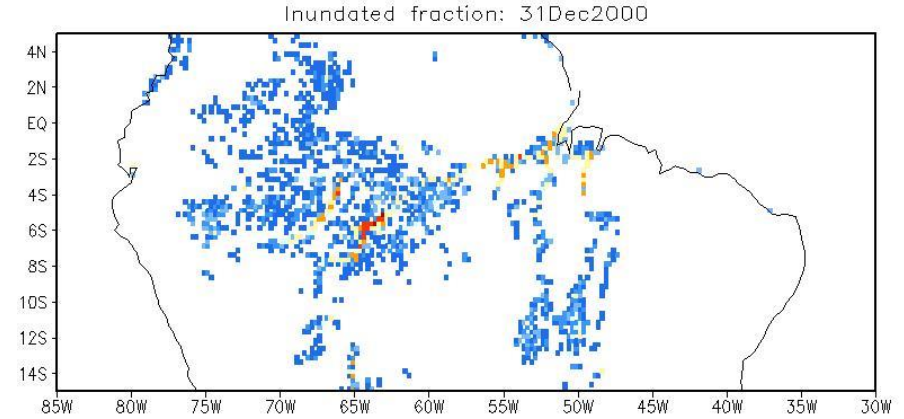 Inundated fraction: 31Dec2000
4N
2N
EQ
2S
4S
6S
8S
10S
12S
14S
85W 80W 75W 70W 65W 60W 55W 50W 45W 40W 35W 30W